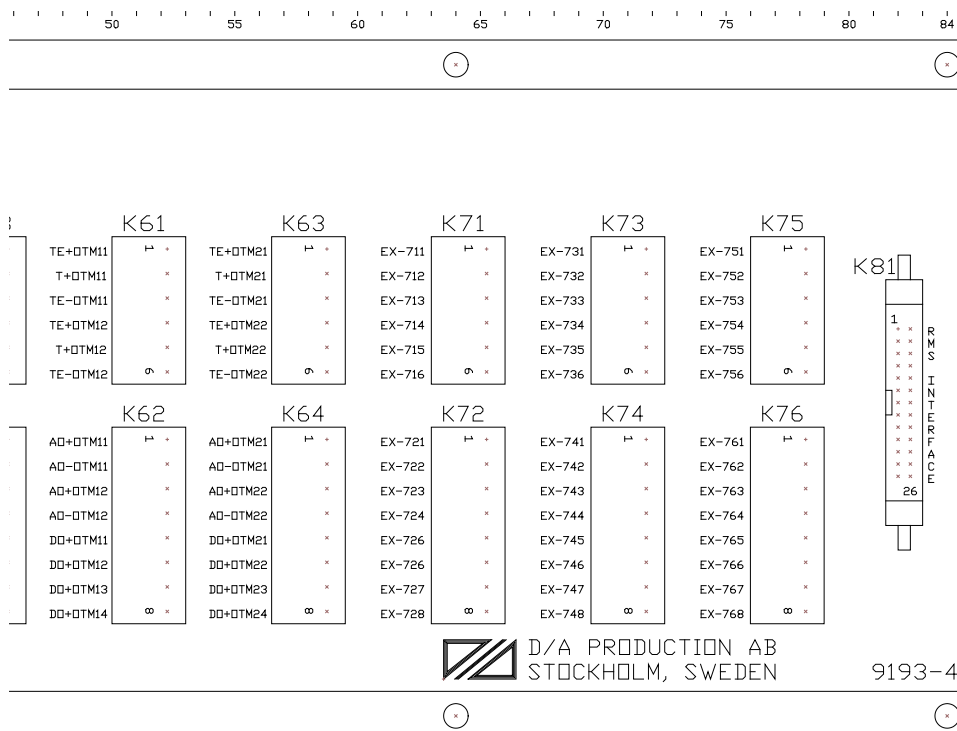 50 55 60 65 70 75 80 84
K61 K63 K71 K73 K75
TE+OTM11 1 TE+OTM21 1 EX-711 1 EX-731 1 EX-751 1
T+OTM11 T+OTM21 EX-712 EX-732 EX-752
TE-OTM11 TE-OTM21 EX-713 EX-733 EX-753
TE+OTM12 TE+OTM22 EX-714 EX-734 EX-754
T+OTM12 T+OTM22 EX-715 EX-735 EX-755
TE-OTM12 6 TE-OTM22 6 EX-716 6 EX-736 6 EX-756 6
K81
1
RMS INTERFACE
26
K62 K64 K72 K74 K76
AO+OTM11 1 AO+OTM21 1 EX-721 1 EX-741 1 EX-761 1
AO-OTM11 AO-OTM21 EX-722 EX-742 EX-762
AO+OTM12 AO+OTM22 EX-723 EX-743 EX-763
AO-OTM12 AO-OTM22 EX-724 EX-744 EX-764
DO+OTM11 DO+OTM21 EX-726 EX-745 EX-765
DO+OTM12 DO+OTM22 EX-726 EX-746 EX-766
DO+OTM13 DO+OTM23 EX-727 EX-747 EX-767
DO+OTM14 8 DO+OTM24 8 EX-728 8 EX-748 8 EX-768 8
D/A PRODUCTION AB
STOCKHOLM, SWEDEN
9193-4